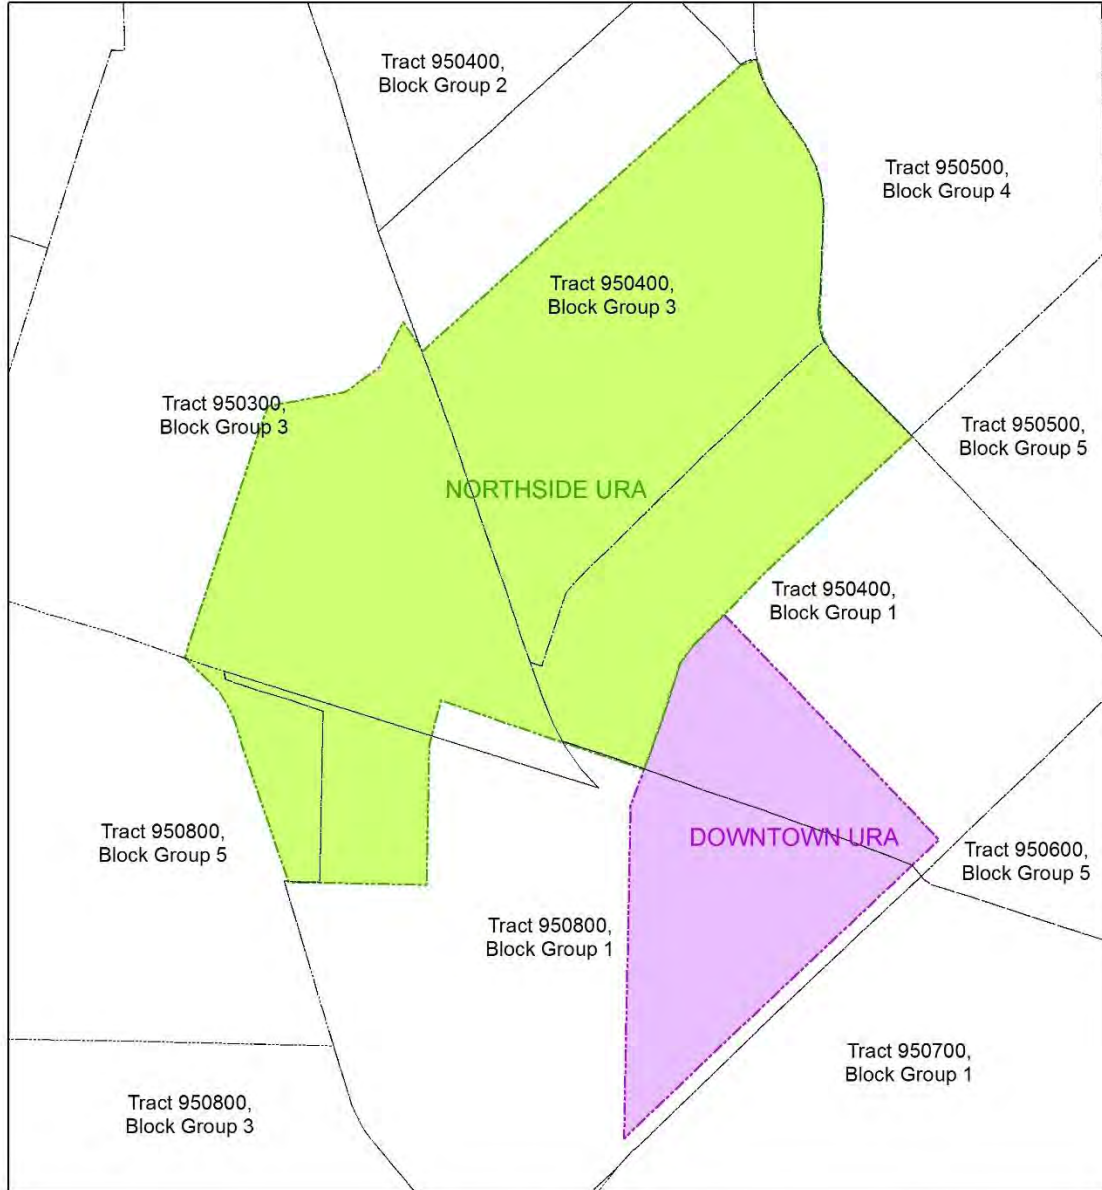 Tract 950400,
Block Group 2
Tract 950500,
Block Group 4
Tract 950400,
Block Group 3
Tract 950300,
Block Group 3
Tract 950500,
Block Group 5
NORTHSIDE URA
Tract 950400,
Block Group 1
Tract 950800,
Block Group 5
DOWNTOWN URA
Tract 950600,
Block Group 5
Tract 950800,
Block Group 1
Tract 950700,
Block Group 1
Tract 950800,
Block Group 3